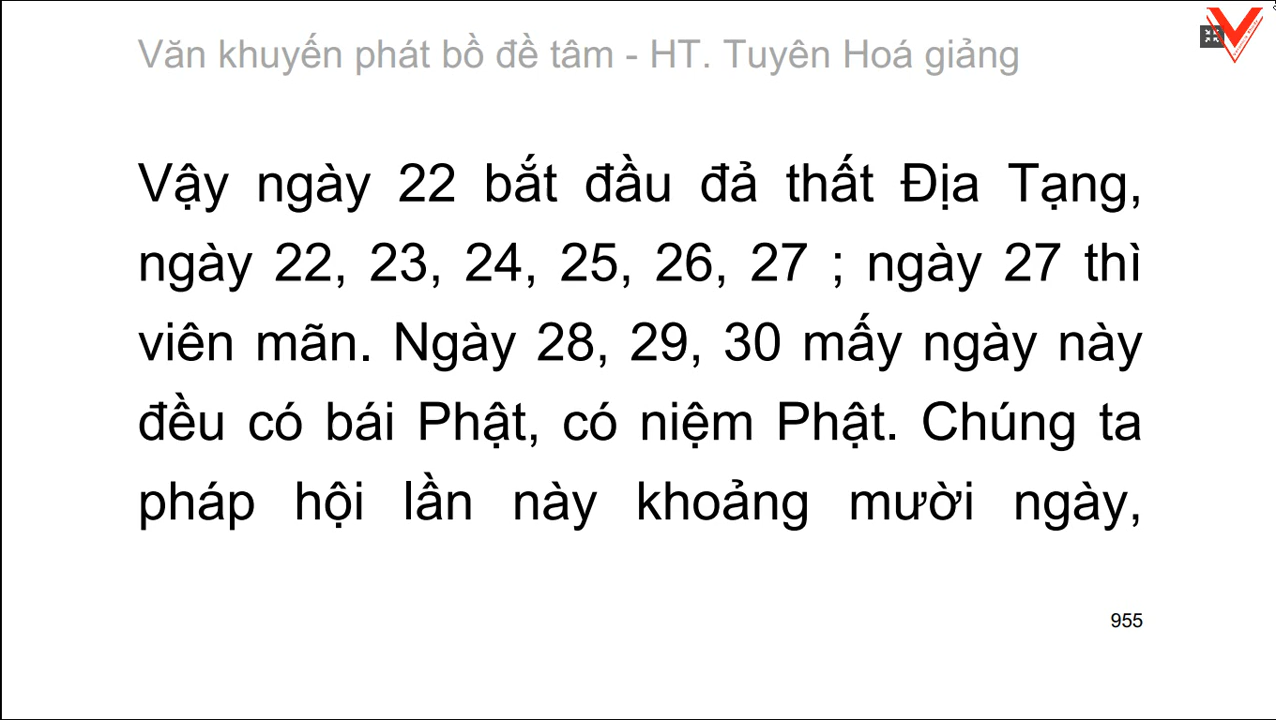 Văn khuyến phát bồ đề tâm - HT. Tuyên Hoá giảng
Vậy ngày 22 bắt đầu đả thất Địa Tạng,
ngày 22, 23, 24, 25, 26, 27 ; ngày 27 thì
viên mãn. Ngày 28, 29, 30 mấy ngày này
đều có bái Phật, có niệm Phật. Chúng ta
pháp hội lần này khoảng mười ngày,
955